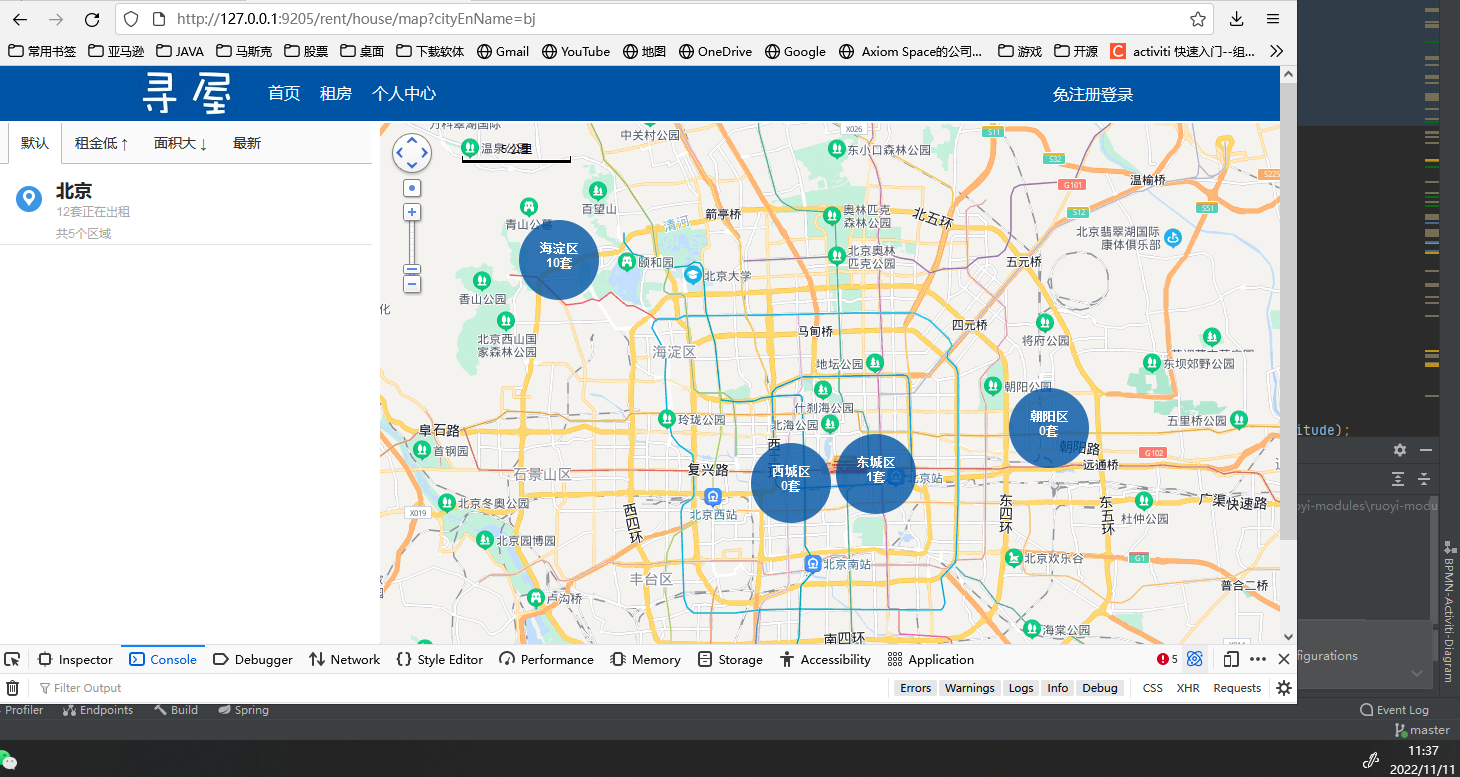 http://127.0.0.1:9205/rent/house/map?cityEnName=bj
常用书签 亚马逊 JAVA 马斯克 股票 桌面 下载软体 Gmail YouTube 地图 OneDrive Google Axiom Space的公司... 游戏 开源 activiti 快速入门--组...
寻屋 首页 租房 个人中心 免注册登录
默认 租金低↑ 面积大↓ 最新
北京
12套正在出租
共5个区域
5公里
中关村公园
X026
S11
温泉
东小口森林公园
S32
G101
温榆桥
S225
百望山
青山公墓
清河
箭亭桥
奥林匹克
森林公园
北五环
S12
S51
北京翡翠湖国际
康体俱乐部
海淀区
10套
颐和园
北京大学
北京奥林
匹克公园
五元桥
香山公园
化
北京西山国
家森林公园
马甸桥
四元桥
将府公园
海淀区
地坛公园
东坝郊野公园
朝阳公园
什刹海公园
朝阳区
0套
玲珑公园
北海公园
五里桥公园
阜石路
首钢园
朝阳路
G102
西
复兴路
西城区
0套
东城区
1套
北京站
远通桥
石景山区
北京冬奥公园
X019
北京西站
西四环
东四环
东五环
杜仲公园
广渠快速路
北京园博园
北京南站
北京欢乐谷
G1
丰台区
普合二桥
卢沟桥
南四环
海棠公园
itude);
oyi-modules\ruoyi-modu
figurations
BPMN-Activiti-Diagram
Inspector Console Debugger Network Style Editor Performance Memory Storage Accessibility Application 5
Filter Output Errors Warnings Logs Info Debug CSS XHR Requests
Profiler Endpoints Build Spring Event Log
master
11:37
2022/11/11